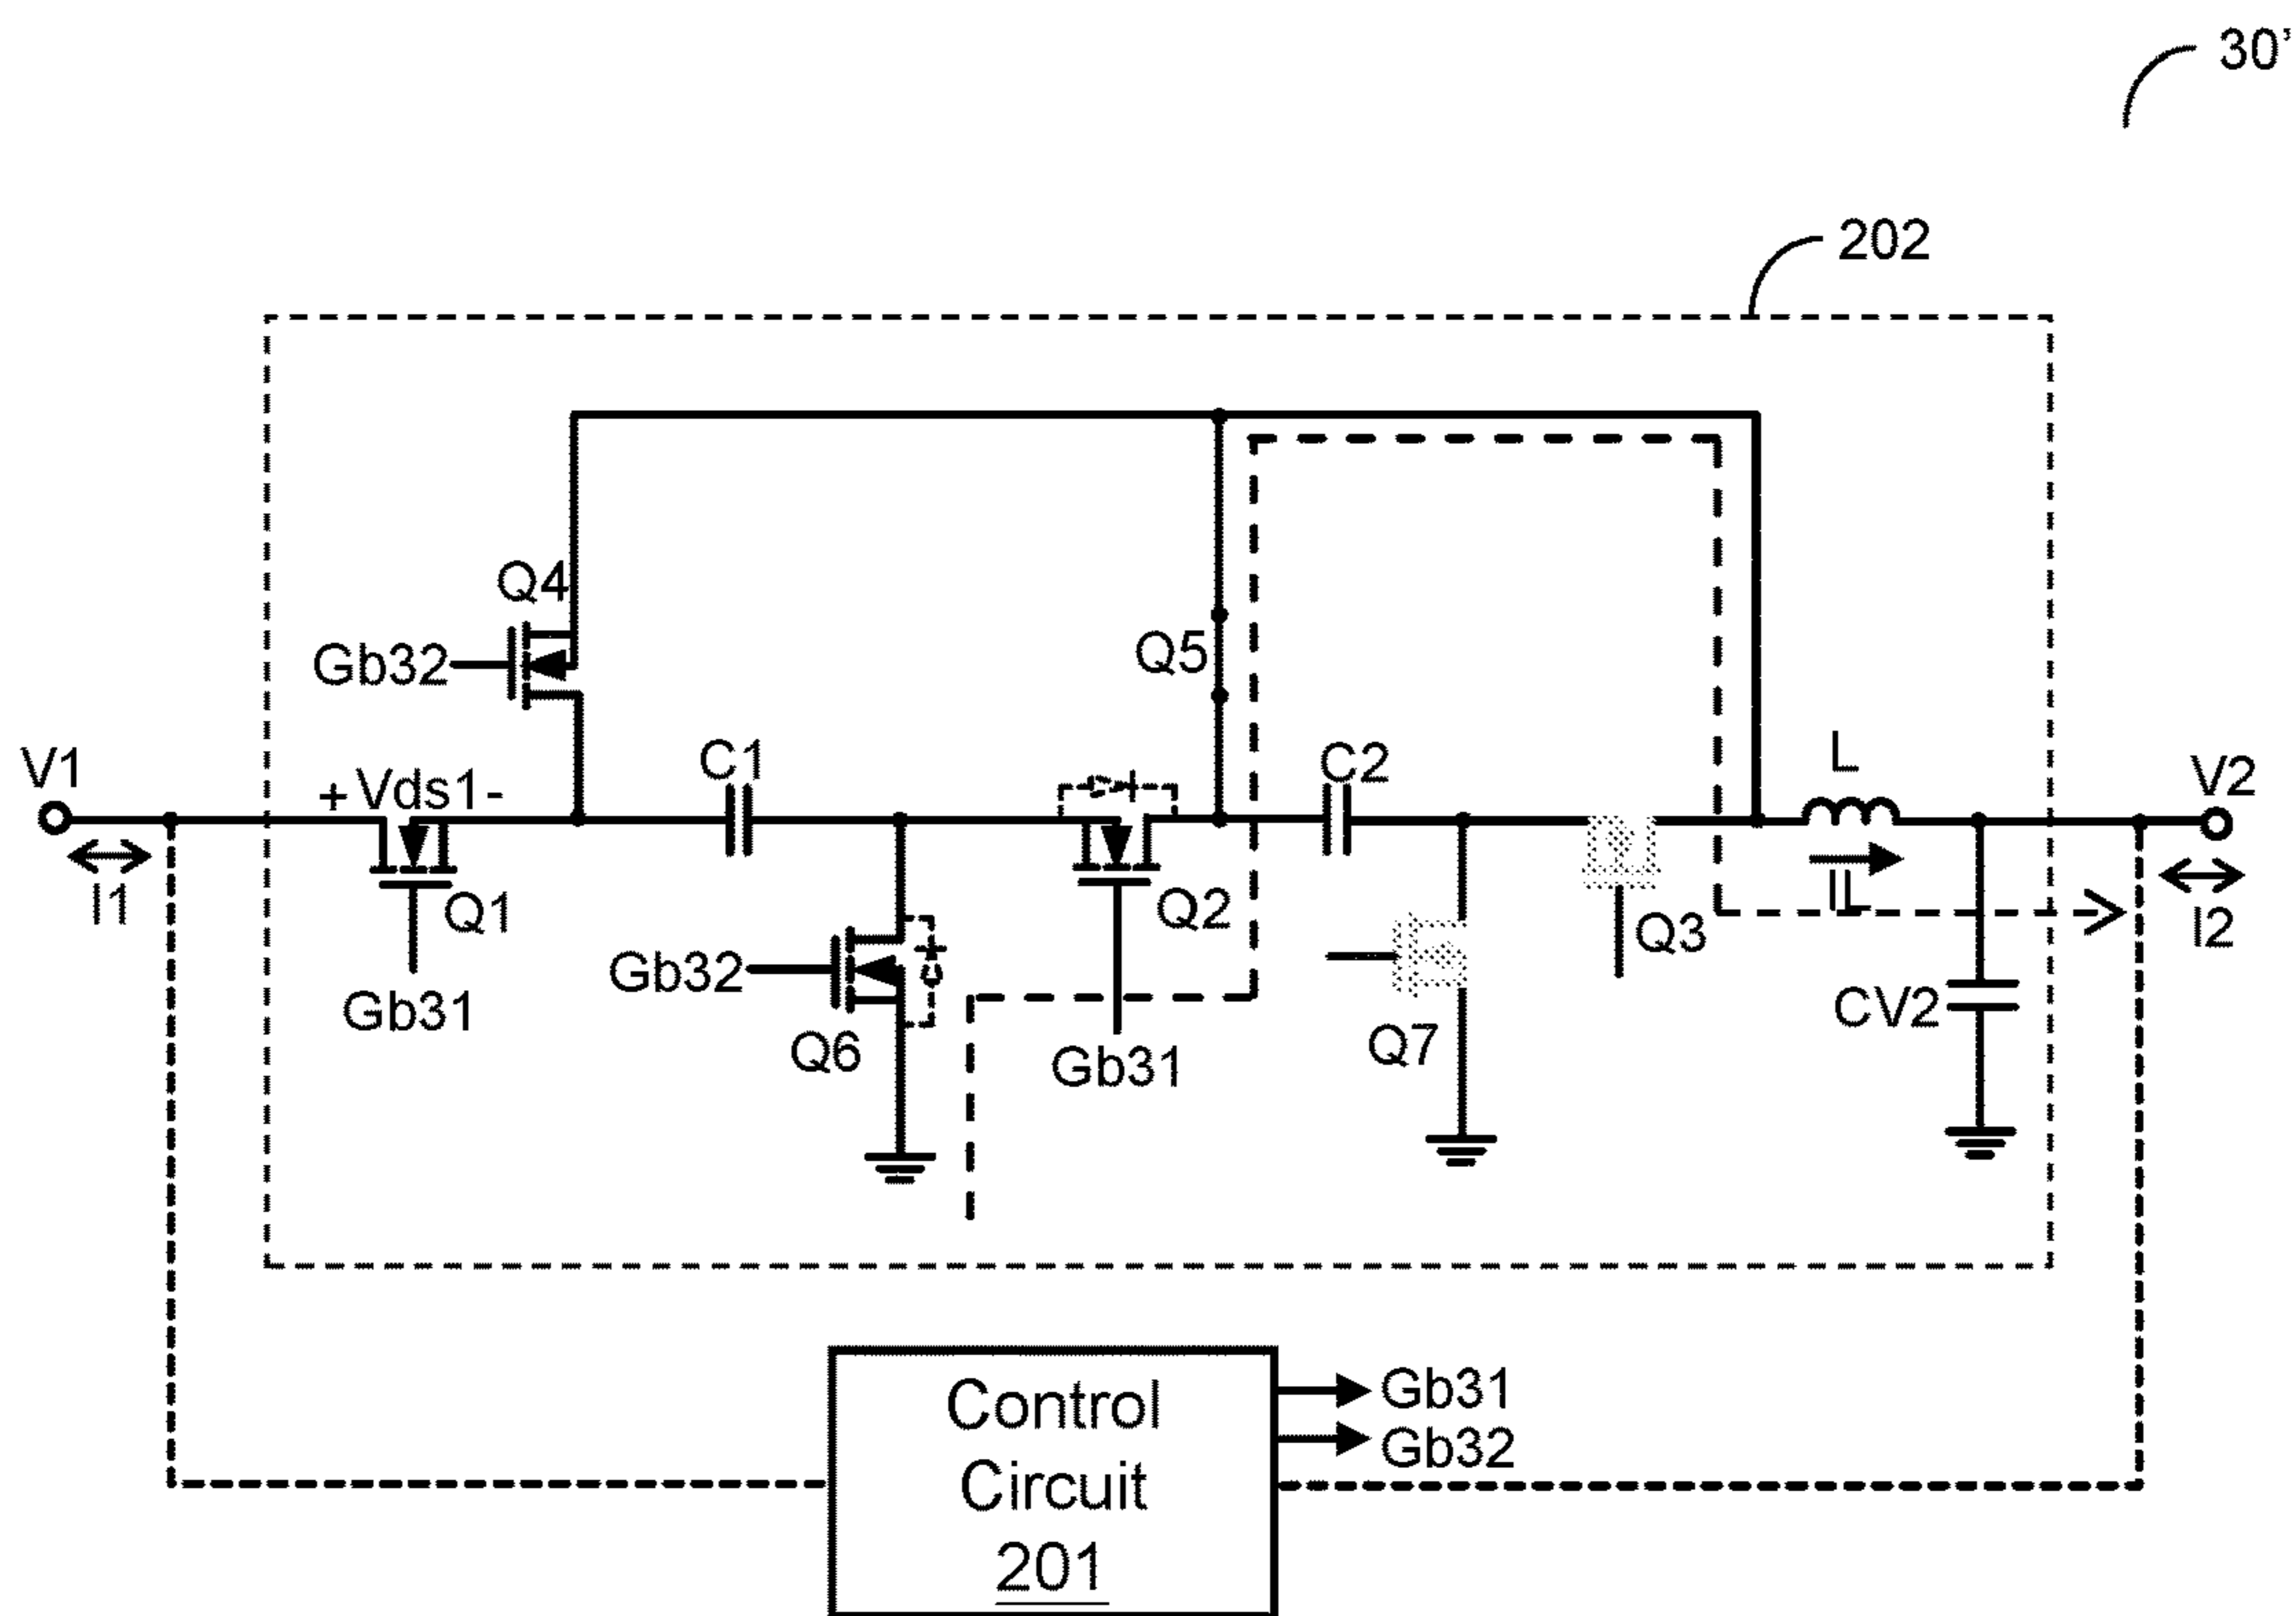 30'
202
Q4
Gb32
Q5
V1
+ Vds1 -
C1
C2
L
V2
I1
Q1
Q2
IL
I2
Gb32
Q3
Gb31
CV2
Q6
Gb31
Q7
Control
Circuit
201
Gb31
Gb32